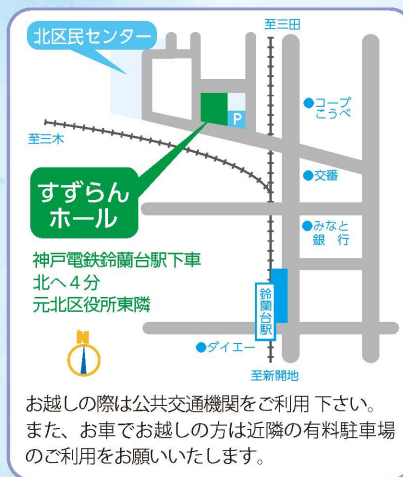 北区民センター
至三田
コープ
こうべ
P
至三木
交番
すずらん
ホール
みなと
銀行
神戸電鉄鈴蘭台駅下車
北へ4分
元北区役所東隣
鈴蘭台駅
N
ダイエー
至新開地
お越しの際は公共交通機関をご利用下さい。
また、お車でお越しの方は近隣の有料駐車場
のご利用をお願いいたします。